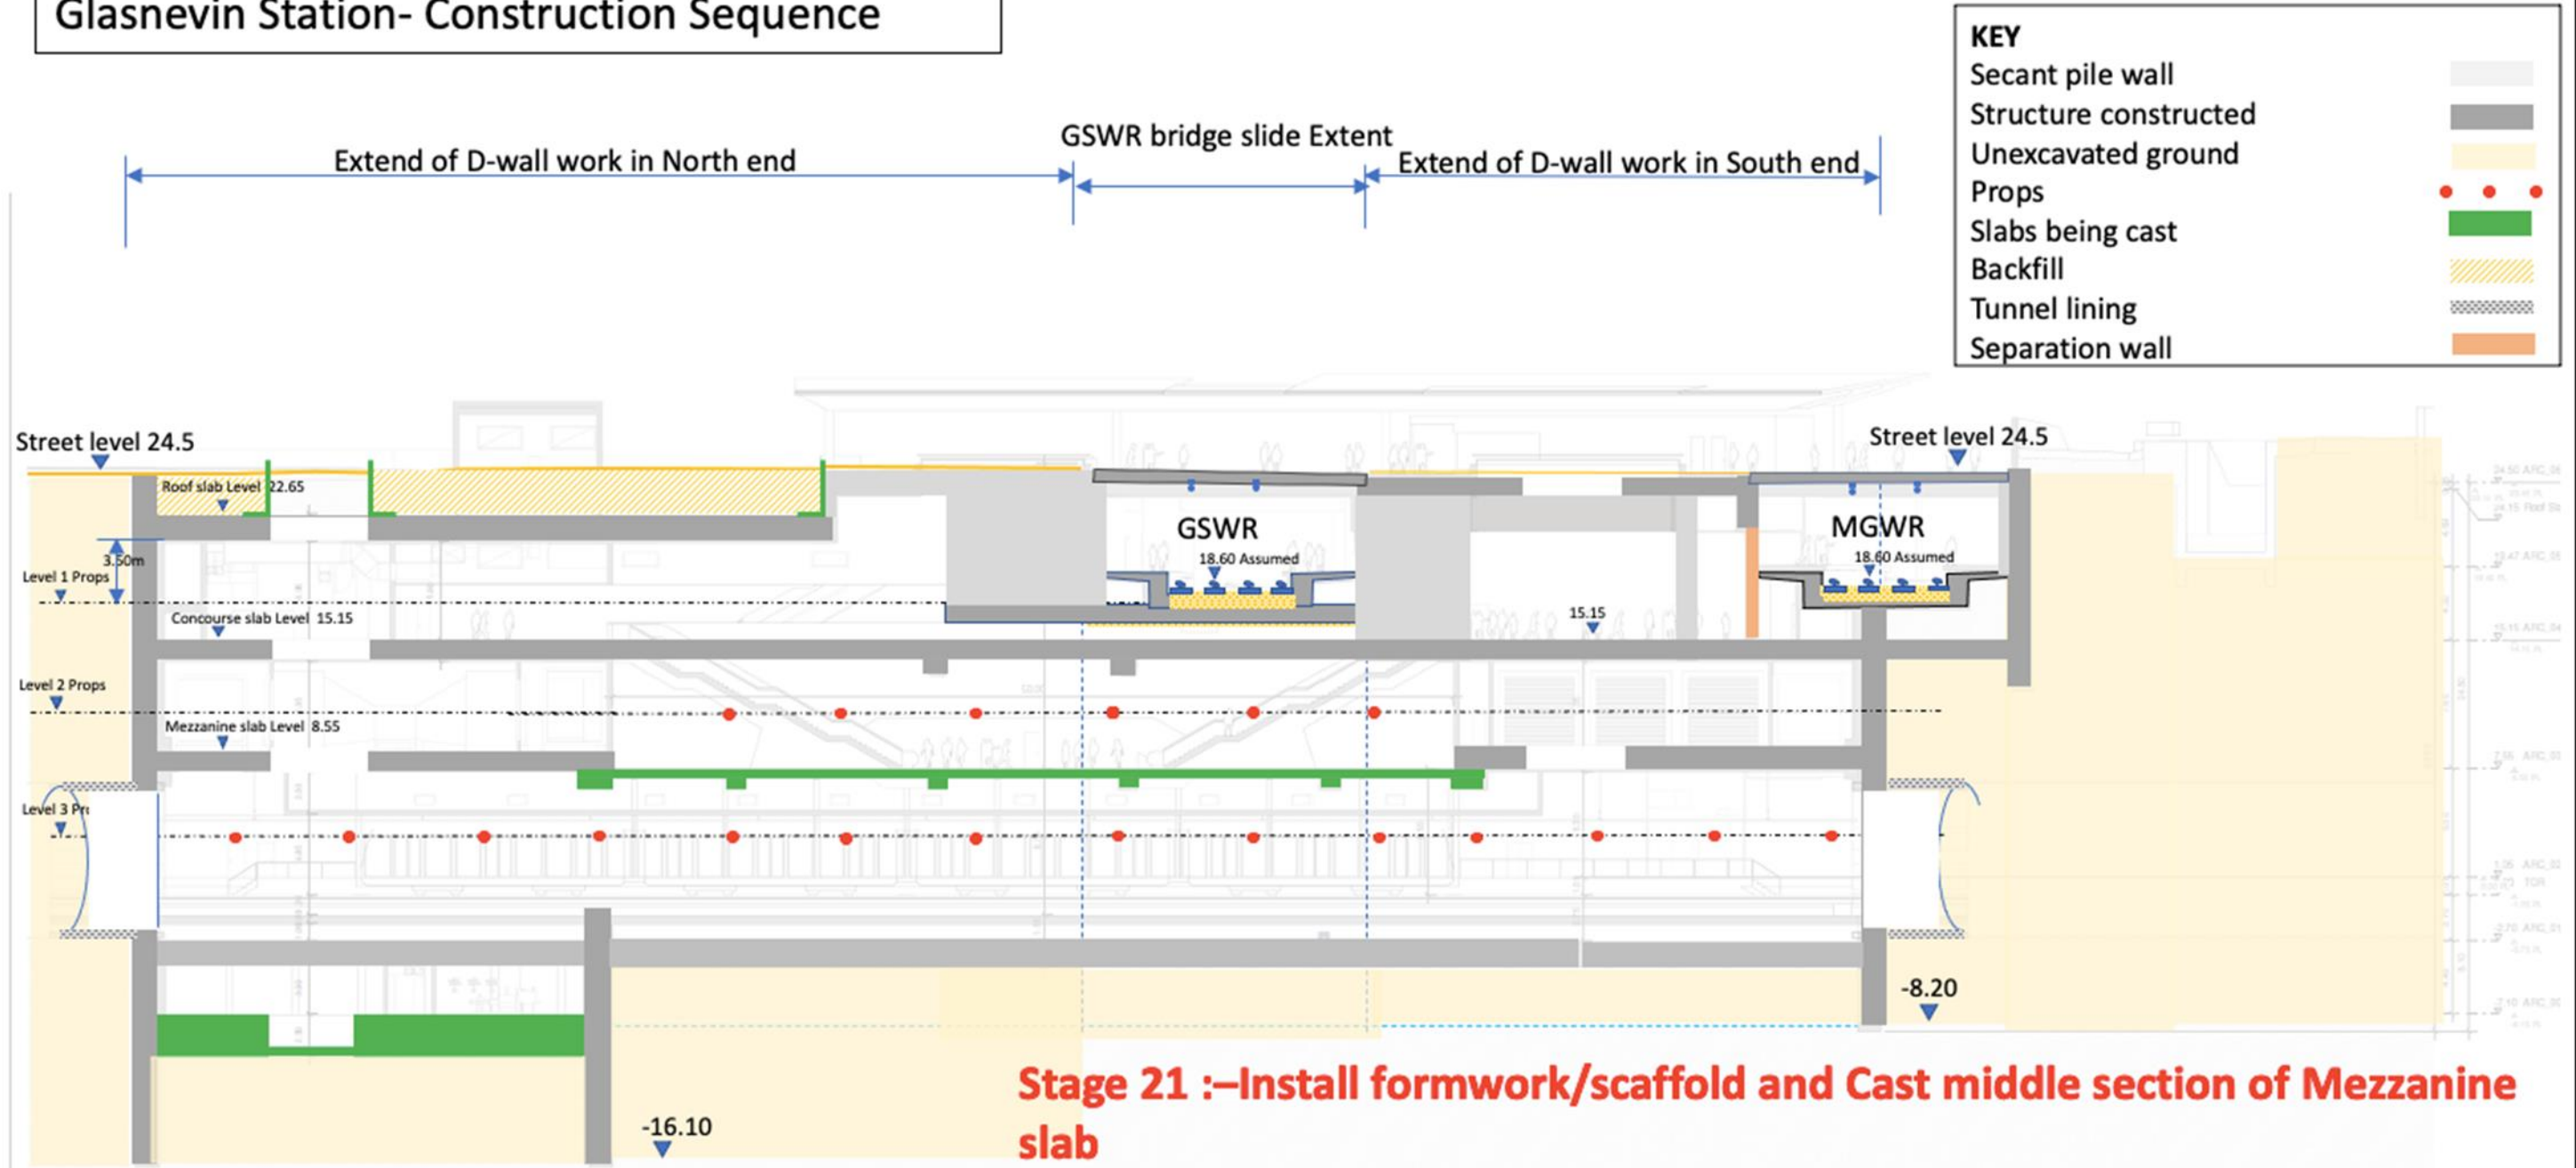 Glasnevin Station- Construction Sequence
KEY
Secant pile wall
Structure constructed
Unexcavated ground
Props
Slabs being cast
Backfill
Tunnel lining
Separation wall
GSWR bridge slide Extent
Extend of D-wall work in North end
Extend of D-wall work in South end
Street level 24.5
Street level 24.5
Roof slab Level 22.65
GSWR
18.60 Assumed
MGWR
18.60 Assumed
3.50m
Level 1 Props
Concourse slab Level 15.15
15.15
Level 2 Props
Mezzanine slab Level 8.55
Level 3 Pr
-8.20
-16.10
Stage 21 :–Install formwork/scaffold and Cast middle section of Mezzanine
slab